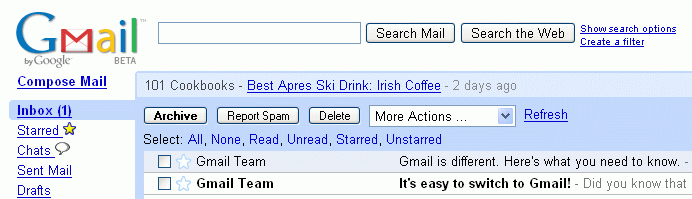 Gmail TM
by Google BETA
Search Mail Search the Web Show search options
Create a filter
Compose Mail
101 Cookbooks - Best Apres Ski Drink: Irish Coffee - 2 days ago
Inbox (1)
Archive Report Spam Delete More Actions ... Refresh
Starred
Select: All, None, Read, Unread, Starred, Unstarred
Chats
Gmail Team Gmail is different. Here's what you need to know. -
Sent Mail
Gmail Team It's easy to switch to Gmail! - Did you know that
Drafts